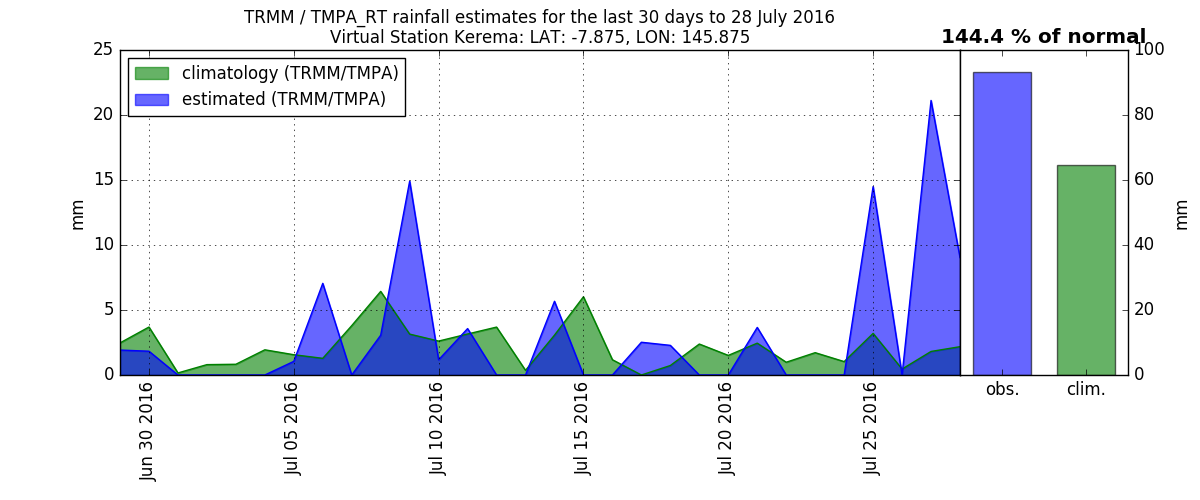 TRMM / TMPA_RT rainfall estimates for the last 30 days to 28 July 2016
Virtual Station Kerema: LAT: -7.875, LON: 145.875
144.4 % of normal
climatology (TRMM/TMPA)
estimated (TRMM/TMPA)
25
20
15
10
5
0
mm
Jun 30 2016
Jul 05 2016
Jul 10 2016
Jul 15 2016
Jul 20 2016
Jul 25 2016
obs.
clim.
100
80
60
40
20
0
mm